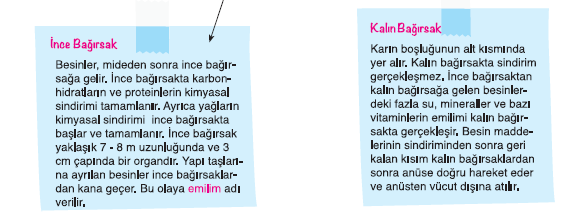 İnce Bağırsak
Besinler, mideden sonra ince bağır-
sağa gelir. İnce bağırsakta karbon-
hidratların ve proteinlerin kimyasal
sindirimi tamamlanır. Ayrıca yağların
kimyasal sindirimi ince bağırsakta
başlar ve tamamlanır. İnce bağırsak
yaklaşık 7 - 8 m uzunluğunda ve 3
cm çapında bir organdır. Yapı taşları-
na ayrılan besinler ince bağırsaklar-
dan kana geçer. Bu olaya emilim adı
verilir.
Kalın Bağırsak
Karın boşluğunun alt kısmında
yer alır. Kalın bağırsakta sindirim
gerçekleşmez. İnce bağırsaktan
kalın bağırsağa gelen besinler-
deki fazla su, mineraller ve bazı
vitaminlerin emilimi kalın bağır-
sakta gerçekleşir. Besin madde-
lerinin sindiriminden sonra geri
kalan kısım kalın bağırsaklardan
sonra anüse doğru hareket eder
ve anüsten vücut dışına atılır.